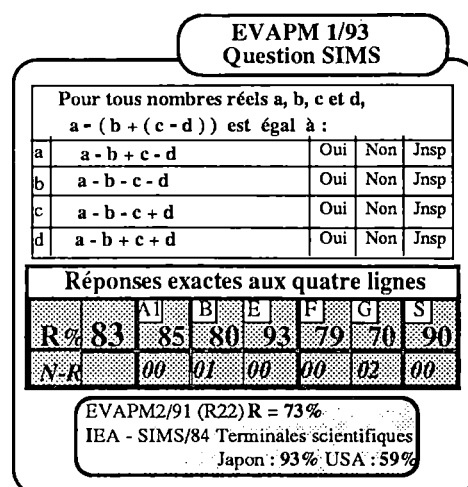 EVAPM 1/93
Question SIMS
Pour tous nombres réels a, b, c et d,
a - ( b + ( c - d ) ) est égal à :
a a - b + c - d Oui Non Jnsp
b a - b - c - d Oui Non Jnsp
c a - b - c + d Oui Non Jnsp
d a - b + c + d Oui Non Jnsp
Réponses exactes aux quatre lignes
A1 B E F G S
R% 83 85 80 93 79 70 90
N-R 00 01 00 00 02 00
EVAPM2/91 (R22) R = 73%
IEA - SIMS/84 Terminales scientifiques
Japon : 93% USA : 59%